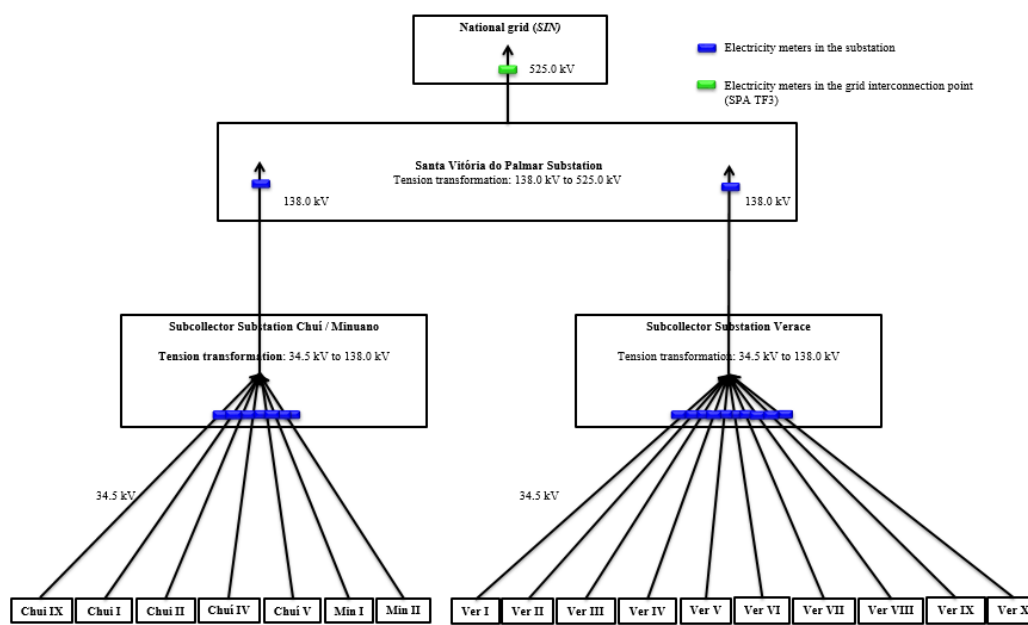 National grid (SIN)
525.0 kV
Electricity meters in the substation
Electricity meters in the grid interconnection point
(SPA TF3)
Santa Vitória do Palmar Substation
Tension transformation: 138.0 kV to 525.0 kV
138.0 kV
138.0 kV
Subcollector Substation Chuí / Minuano
Tension transformation: 34.5 kV to 138.0 kV
Subcollector Substation Verace
Tension transformation: 34.5 kV to 138.0 kV
34.5 kV
34.5 kV
Chui IX
Chui I
Chui II
Chuí IV
Chuí V
Min I
Min II
Ver I
Ver II
Ver III
Ver IV
Ver V
Ver VI
Ver VII
Ver VIII
Ver IX
Ver X